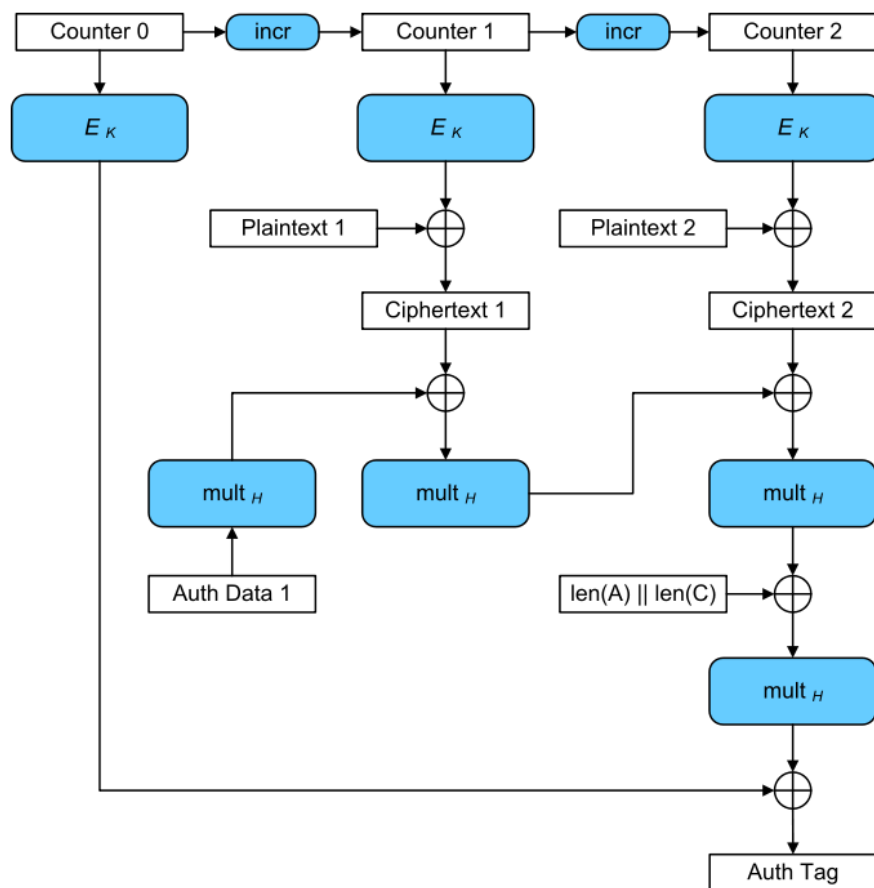 Counter 0
incr
Counter 1
incr
Counter 2
E K
E K
E K
Plaintext 1
Plaintext 2
Ciphertext 1
Ciphertext 2
mult H
mult H
mult H
Auth Data 1
len(A) || len(C)
mult H
Auth Tag